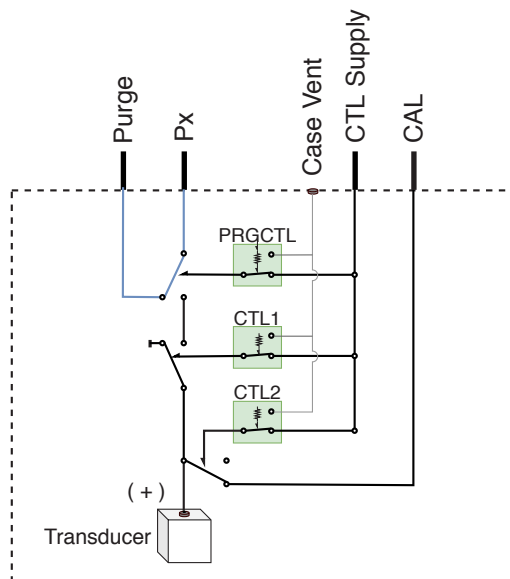 Purge
Px
Case Vent
CTL Supply
CAL
PRGCTL
CTL1
CTL2
(+)
Transducer